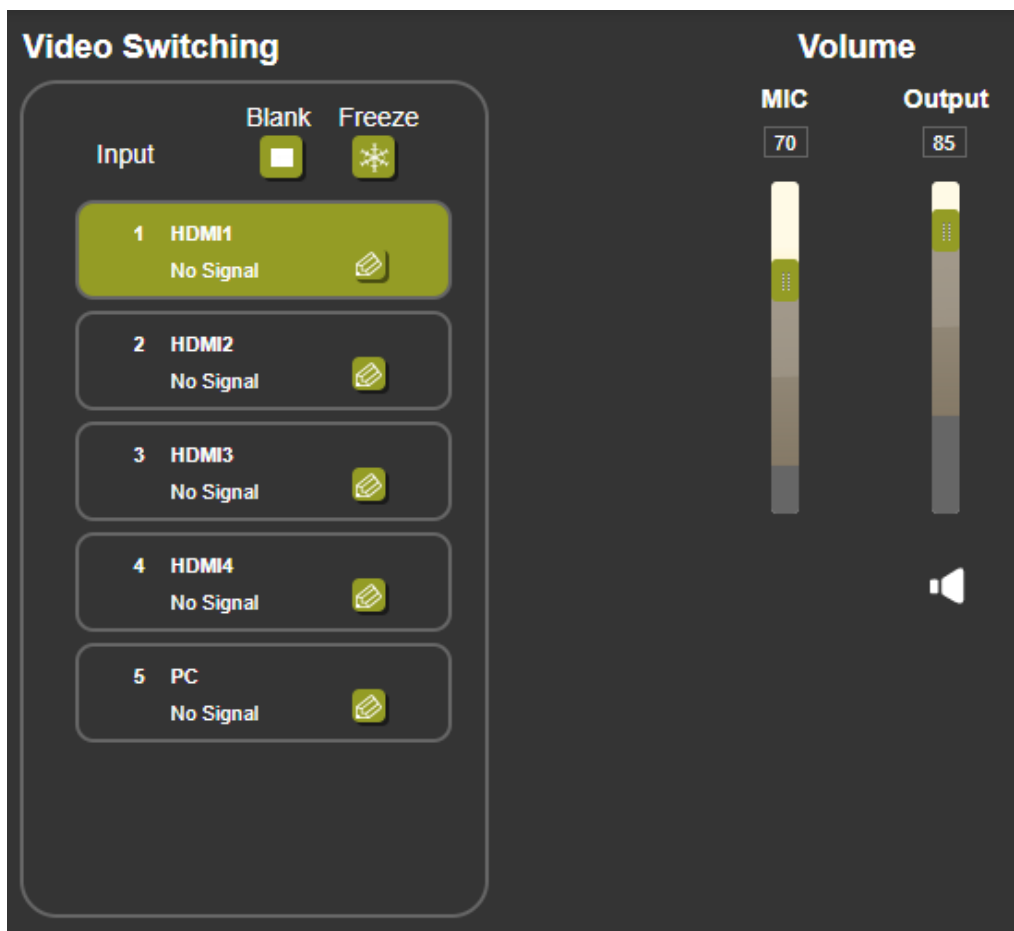 Video Switching
Blank Freeze
Input
1 HDMI1
No Signal
2 HDMI2
No Signal
3 HDMI3
No Signal
4 HDMI4
No Signal
5 PC
No Signal
Volume
MIC Output
70 85